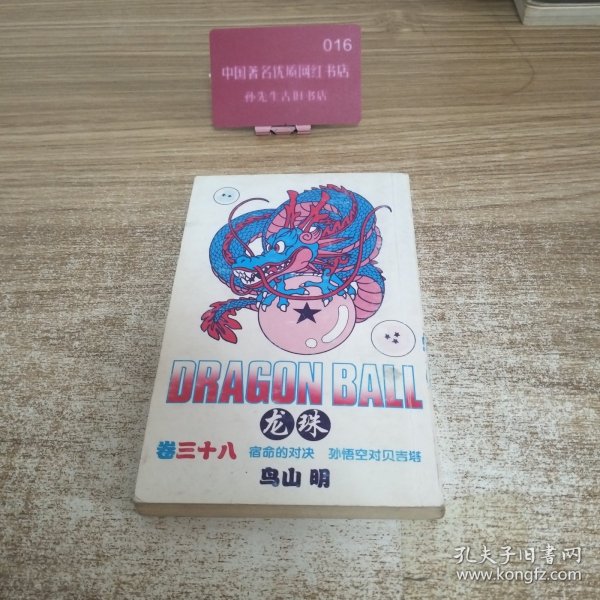 016
中国著名优质网红书店
孙先生古旧书店
DRAGON BALL
龙珠
卷三十八 宿命的对决 孙悟空对贝吉塔
鸟山明
孔夫子旧書网
www.kongfz.com